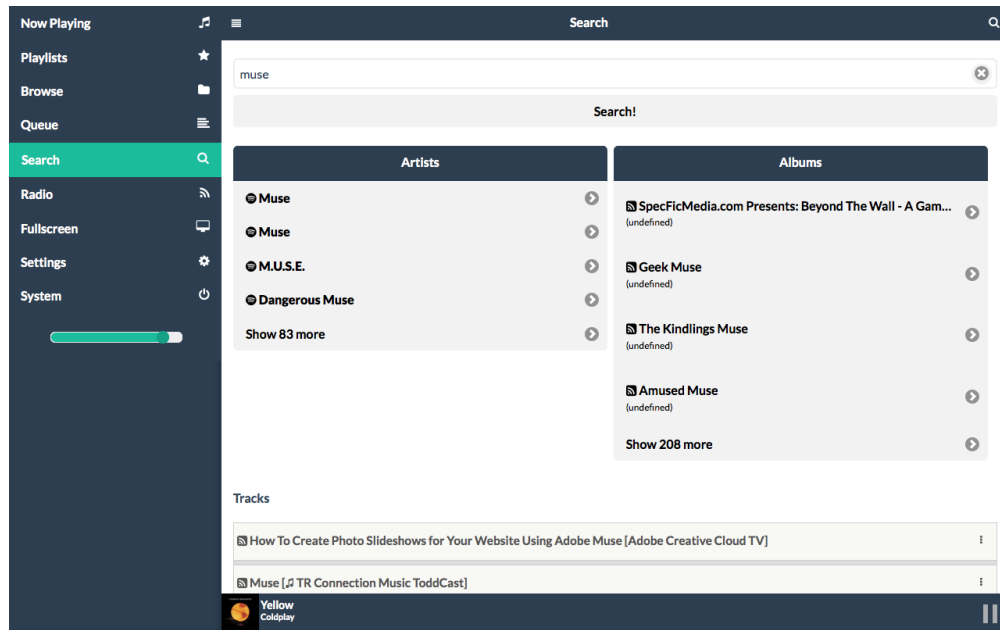 Now Playing
Playlists
Browse
Queue
Search
Radio
Fullscreen
Settings
System
Search
muse
Search!
Artists
Muse
Muse
M.U.S.E.
Dangerous Muse
Show 83 more
Albums
SpecFicMedia.com Presents: Beyond The Wall - A Gam...
(undefined)
Geek Muse
(undefined)
The Kindlings Muse
(undefined)
Amused Muse
(undefined)
Show 208 more
Tracks
How To Create Photo Slideshows for Your Website Using Adobe Muse [Adobe Creative Cloud TV]
Muse [🎵 TR Connection Music ToddCast]
Yellow
Coldplay